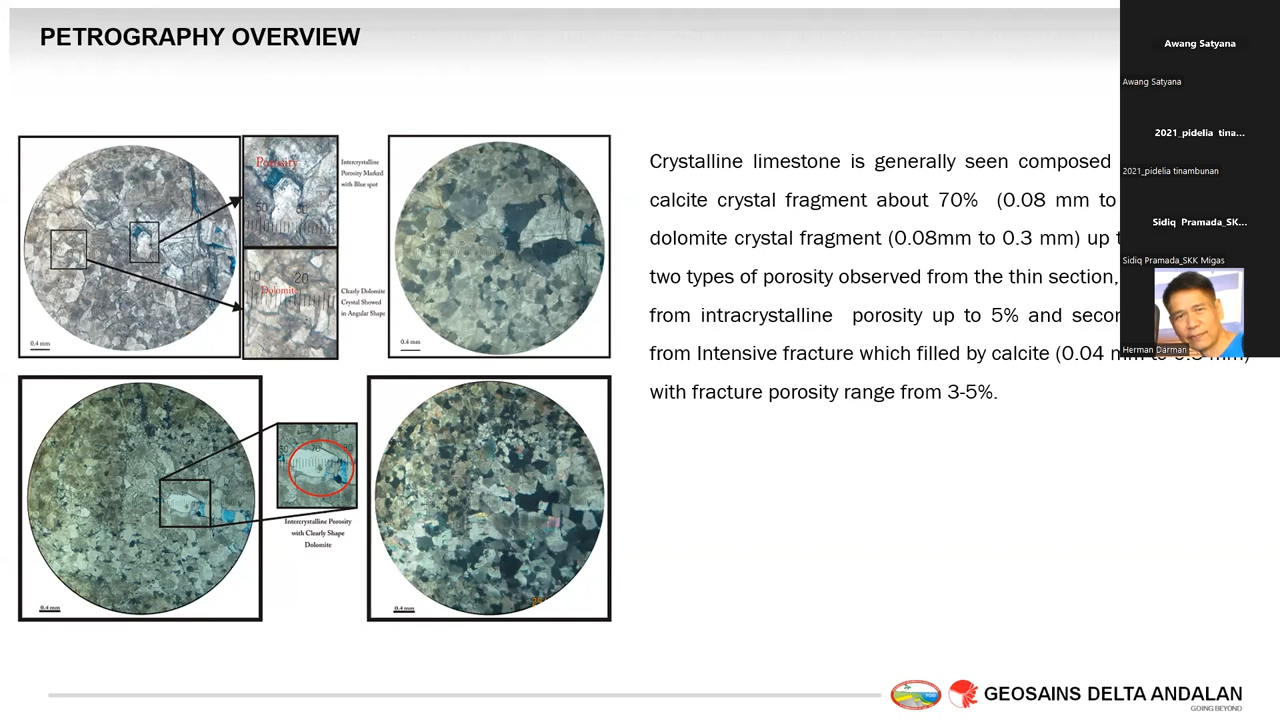 PETROGRAPHY OVERVIEW
Awang Satyana
Awang Satyana
2021_pidelia tina...
2021_pidelia tinambunan
Sidiq Pramada_SK...
Sidiq Pramada_SKK Migas
Herman Darman
Porosity
50 60
Intercrystalline
Porosity Marked
with Blue spot
10 20
Dolomite
Clearly Dolomite
Crystal Showed
in Angular Shape
0.4 mm
0.4 mm
Crystalline limestone is generally seen composed
calcite crystal fragment about 70% (0.08 mm to
dolomite crystal fragment (0.08mm to 0.3 mm) up
two types of porosity observed from the thin section,
from intracrystalline porosity up to 5% and
from Intensive fracture which filled by calcite (0.04
with fracture porosity range from 3-5%.
70
Intercrystalline Porosity
with Clearly Shape
Dolomite
0.4 mm
0.4 mm
GEOSAINS DELTA ANDALAN
GOING BEYOND